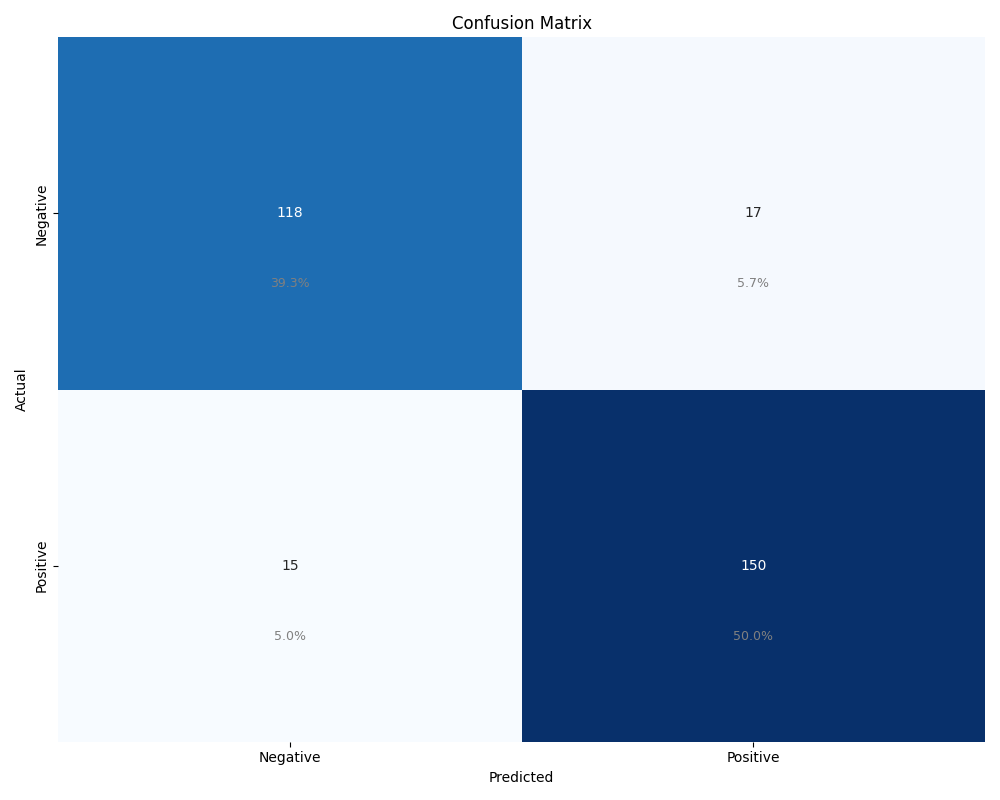 Confusion Matrix
Actual
Negative
118
17
39.3%
5.7%
Positive
15
150
5.0%
50.0%
Negative
Positive
Predicted